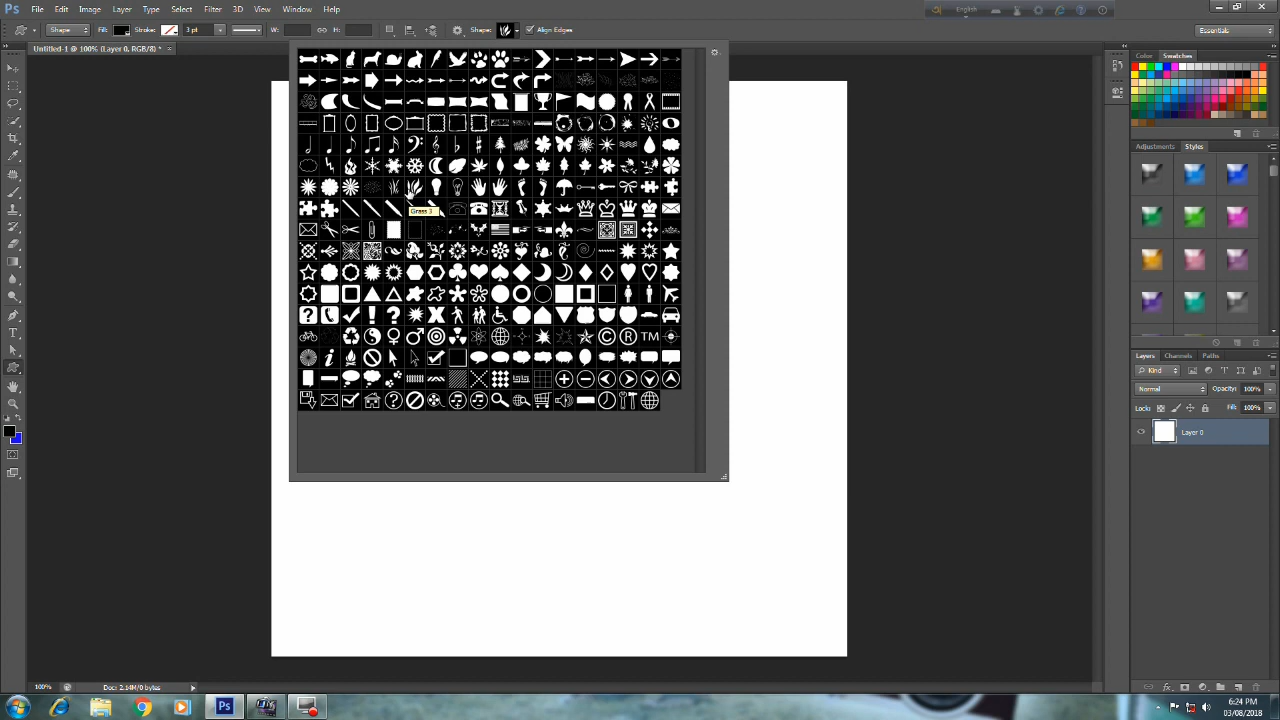 Ps File Edit Image Layer Type Select Filter 3D View Window Help
English
Shape Fill: Stroke: 3 pt W: H: Shape: Align Edges Essentials
Untitled-1 @ 100% (Layer 0, RGB/8) * ×
Color Swatches
Adjustments Styles
Grass 3
TM
Layers Channels Paths
Kind
Normal Opacity: 100%
Lock: Fill: 100%
Layer 0
100% Doc: 2.14M/0 bytes
Ps
6:24 PM
03/08/2018